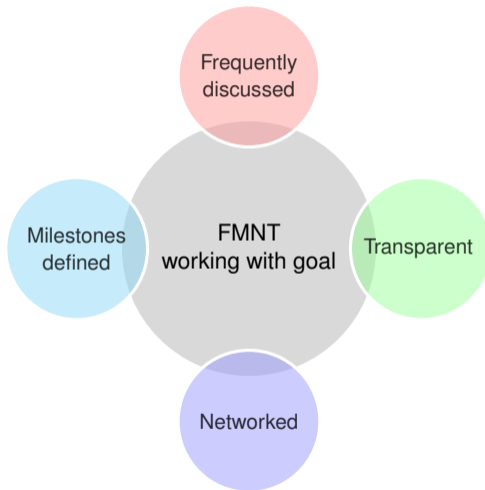 Frequently
discussed
Milestones
defined
FMNT
working with goal
Transparent
Networked